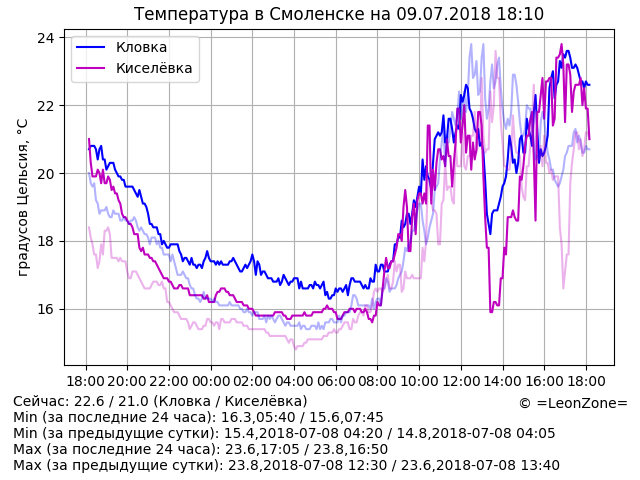 Температура в Смоленске на 09.07.2018 18:10
Кловка
Киселёвка
градусов Цельсия, °C
24
22
20
18
16
18:00 20:00 22:00 00:00 02:00 04:00 06:00 08:00 10:00 12:00 14:00 16:00 18:00
Сейчас: 22.6 / 21.0 (Кловка / Киселёвка)
© =LeonZone=
Min (за последние 24 часа): 16.3,05:40 / 15.6,07:45
Min (за предыдущие сутки): 15.4,2018-07-08 04:20 / 14.8,2018-07-08 04:05
Max (за последние 24 часа): 23.6,17:05 / 23.8,16:50
Max (за предыдущие сутки): 23.8,2018-07-08 12:30 / 23.6,2018-07-08 13:40